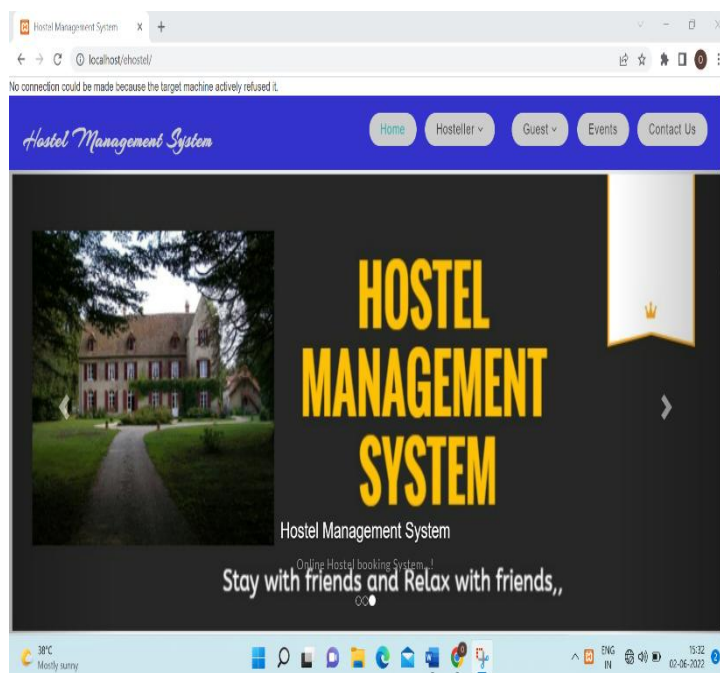 Hostel Management System X +
localhost/ehostel/
No connection could be made because the target machine actively refused it.
Hostel Management System
Home Hosteller Guest Events Contact Us
HOSTEL
MANAGEMENT
SYSTEM
Hostel Management System
Online Hostel booking System..!
Stay with friends and Relax with friends,,
38°C
Mostly sunny
ENG
IN
15:32
02-06-2022
2